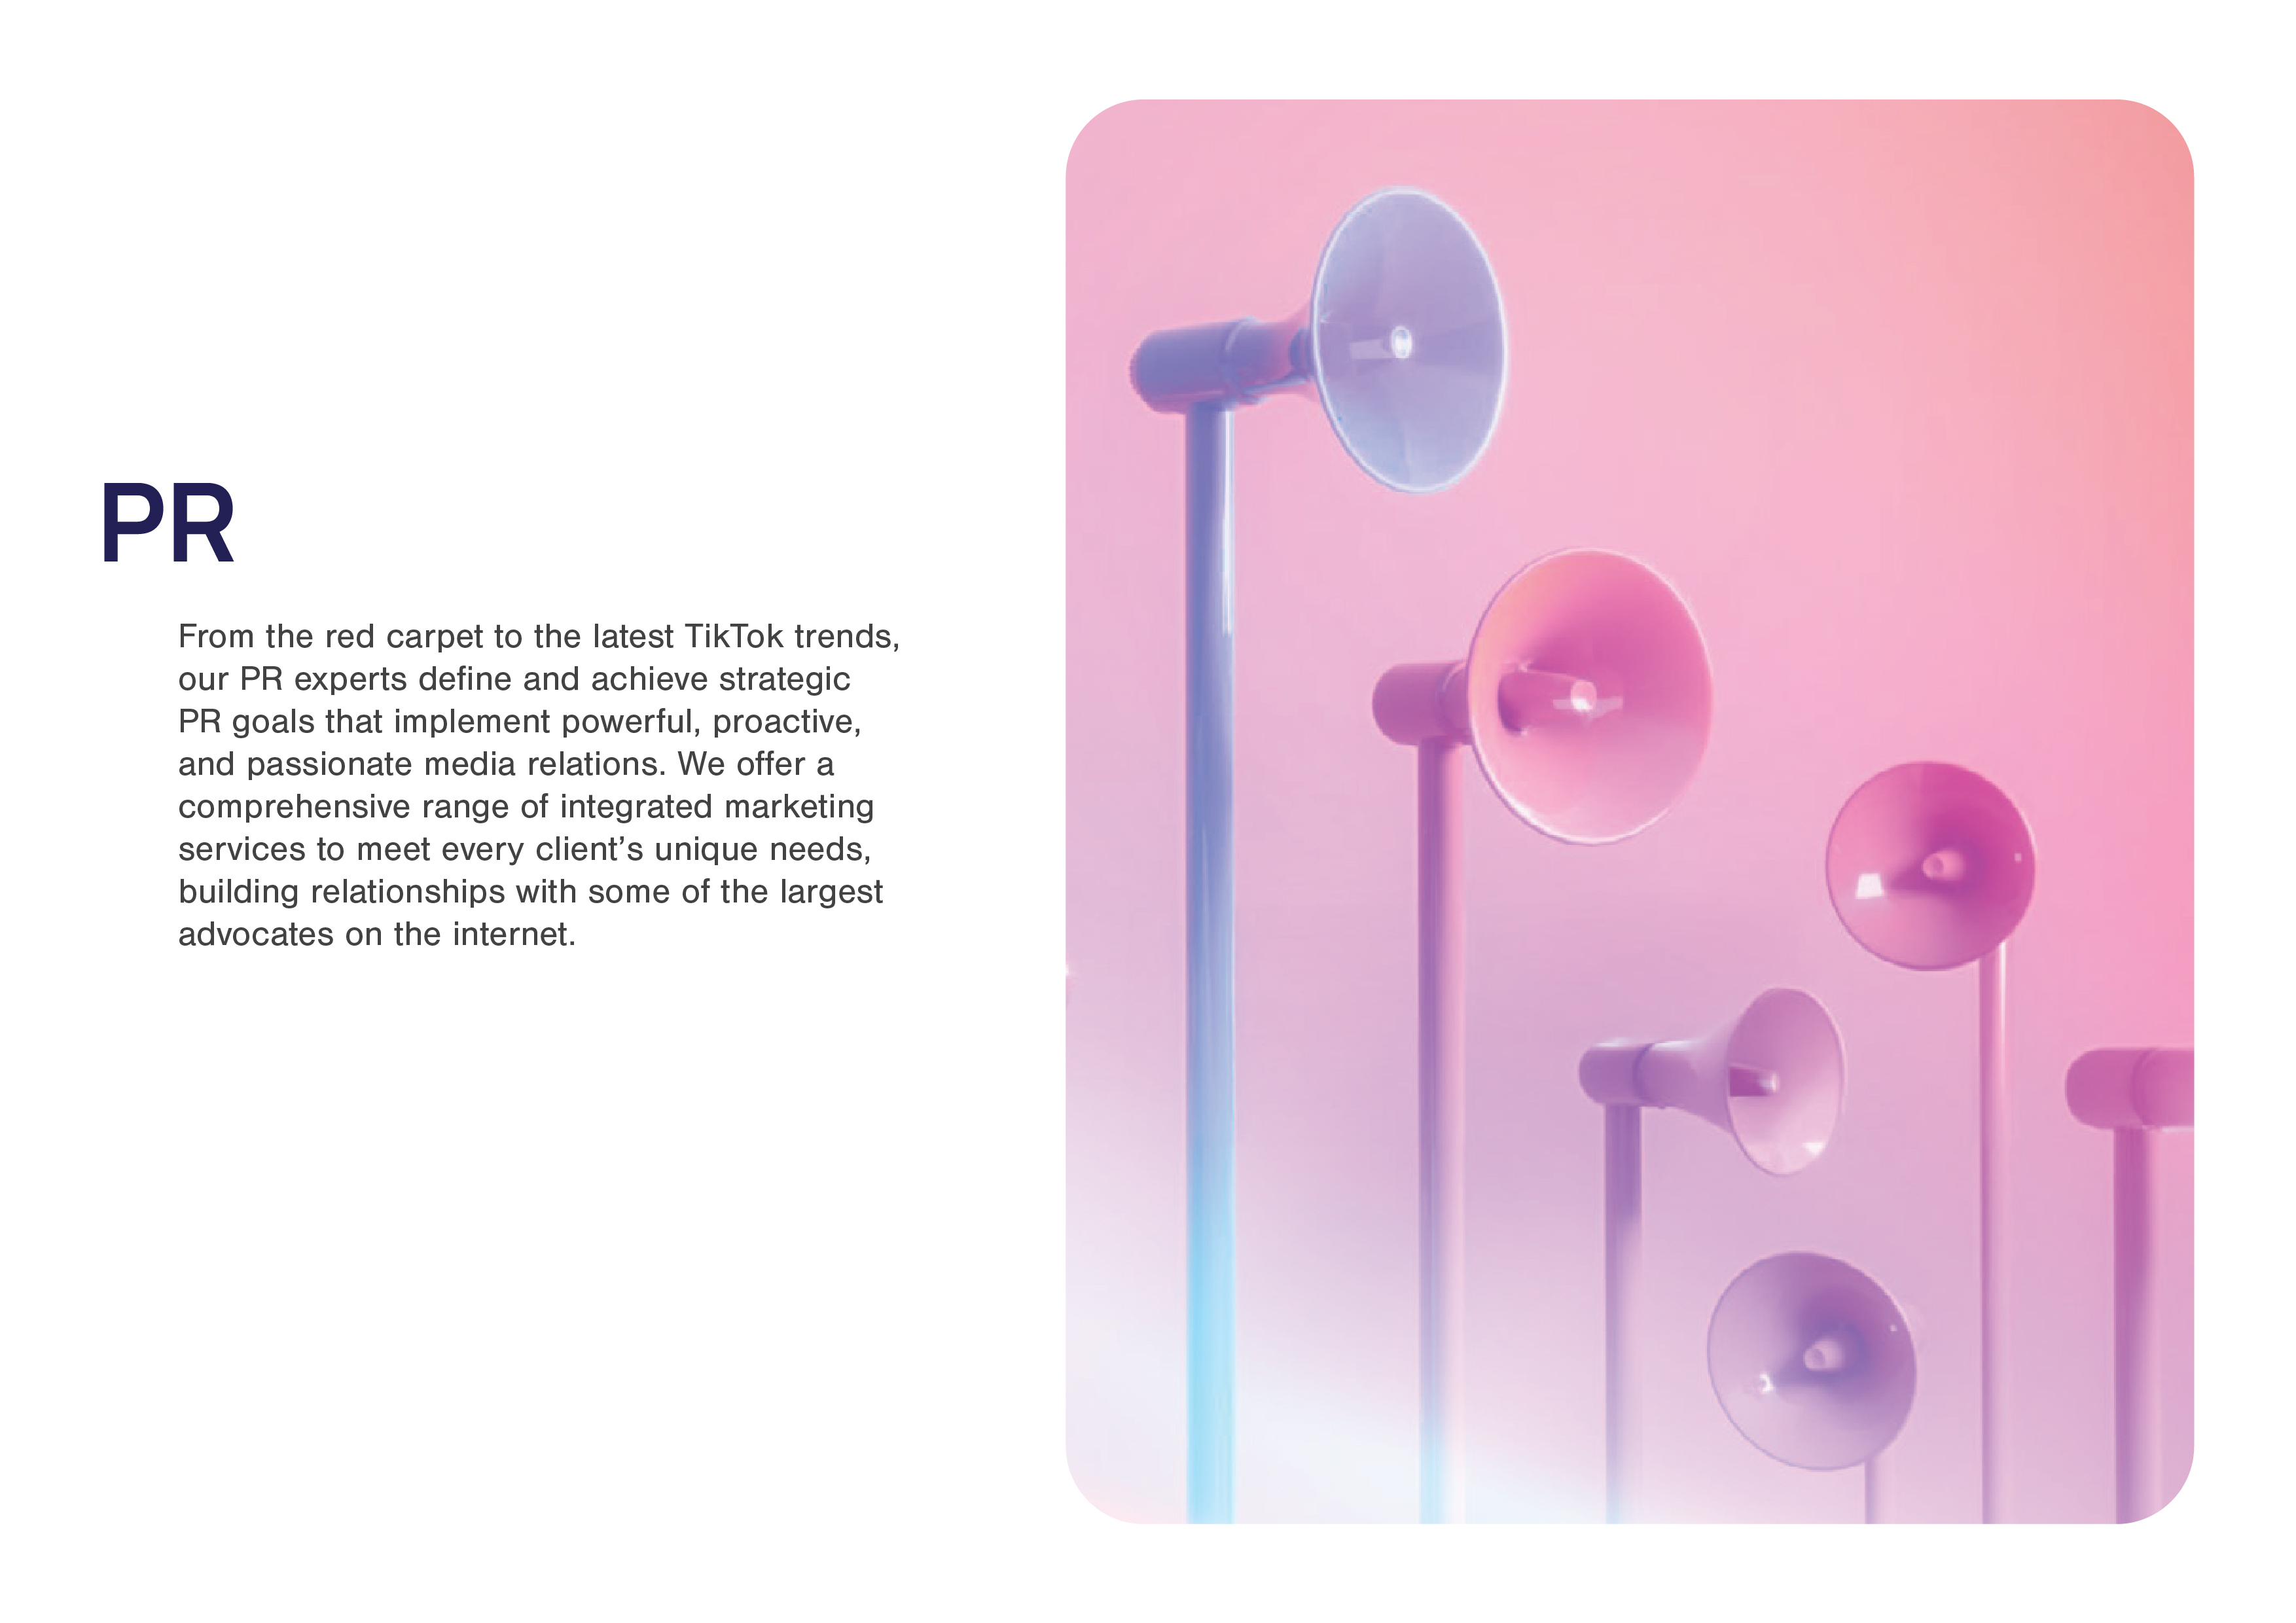 PR
From the red carpet to the latest TikTok trends,
our PR experts define and achieve strategic
PR goals that implement powerful, proactive,
and passionate media relations. We offer a
comprehensive range of integrated marketing
services to meet every client’s unique needs,
building relationships with some of the largest
advocates on the internet.